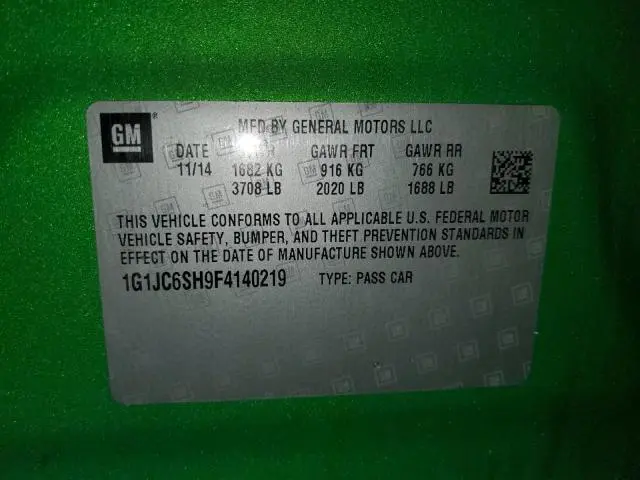 GM ®
MFD BY GENERAL MOTORS LLC
DATE GAWR FRT GAWR RR
11/14 1682 KG 916 KG 766 KG
3708 LB 2020 LB 1688 LB
THIS VEHICLE CONFORMS TO ALL APPLICABLE U.S. FEDERAL MOTOR
VEHICLE SAFETY, BUMPER, AND THEFT PREVENTION STANDARDS IN
EFFECT ON THE DATE OF MANUFACTURE SHOWN ABOVE.
1G1JC6SH9F4140219 TYPE: PASS CAR